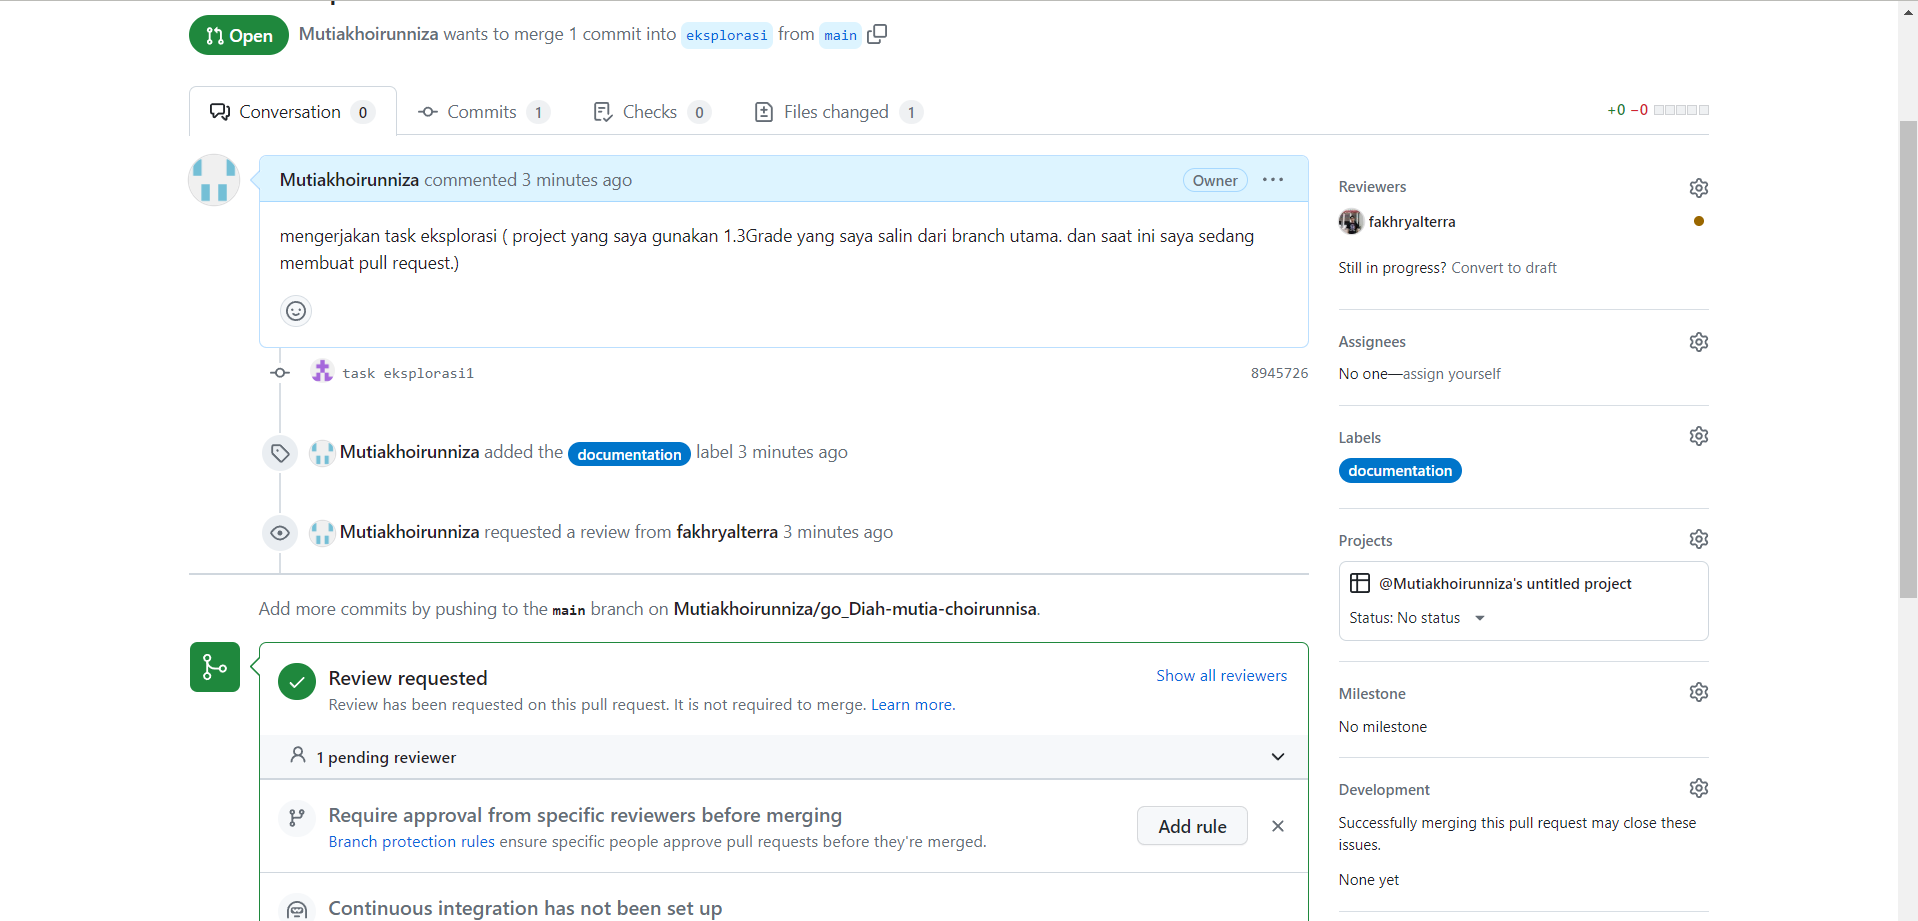 Open Mutiakhoirunniza wants to merge 1 commit into eksplorasi from main
Conversation 0 Commits 1 Checks 0 Files changed 1 +0 −0
Mutiakhoirunniza commented 3 minutes ago Owner
mengerjakan task eksplorasi ( project yang saya gunakan 1.3Grade yang saya salin dari branch utama. dan saat ini saya sedang
membuat pull request.)
task eksplorasi1 8945726
Mutiakhoirunniza added the documentation label 3 minutes ago
Mutiakhoirunniza requested a review from fakhryalterra 3 minutes ago
Add more commits by pushing to the main branch on Mutiakhoirunniza/go_Diah-mutia-choirunnisa.
Review requested Show all reviewers
Review has been requested on this pull request. It is not required to merge. Learn more.
1 pending reviewer
Require approval from specific reviewers before merging
Branch protection rules ensure specific people approve pull requests before they're merged.
Add rule
Continuous integration has not been set up
Reviewers
fakhryalterra
Still in progress? Convert to draft
Assignees
No one—assign yourself
Labels
documentation
Projects
@Mutiakhoirunniza's untitled project
Status: No status
Milestone
No milestone
Development
Successfully merging this pull request may close these
issues.
None yet